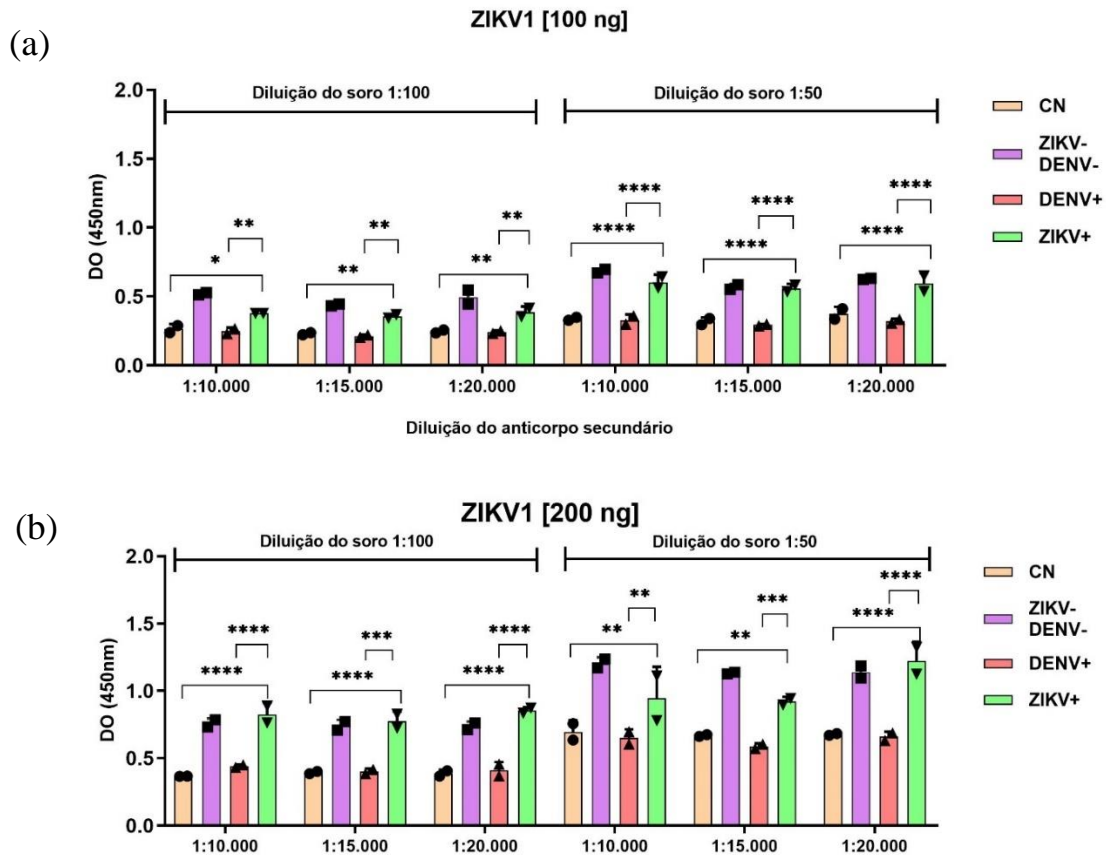 (a)
ZIKV1 [100 ng]
Diluição do soro 1:100
Diluição do soro 1:50
2.0
1.5
1.0
0.5
0.0
DO (450nm)
*
**
**
**
**
**
****
****
****
****
****
****
1:10.000
1:15.000
1:20.000
1:10.000
1:15.000
1:20.000
Diluição do anticorpo secundário
CN
ZIKV-
DENV-
DENV+
ZIKV+
(b)
ZIKV1 [200 ng]
Diluição do soro 1:100
Diluição do soro 1:50
2.0
1.5
1.0
0.5
0.0
DO (450nm)
****
****
****
***
****
****
**
**
**
***
****
****
1:10.000
1:15.000
1:20.000
1:10.000
1:15.000
1:20.000
CN
ZIKV-
DENV-
DENV+
ZIKV+